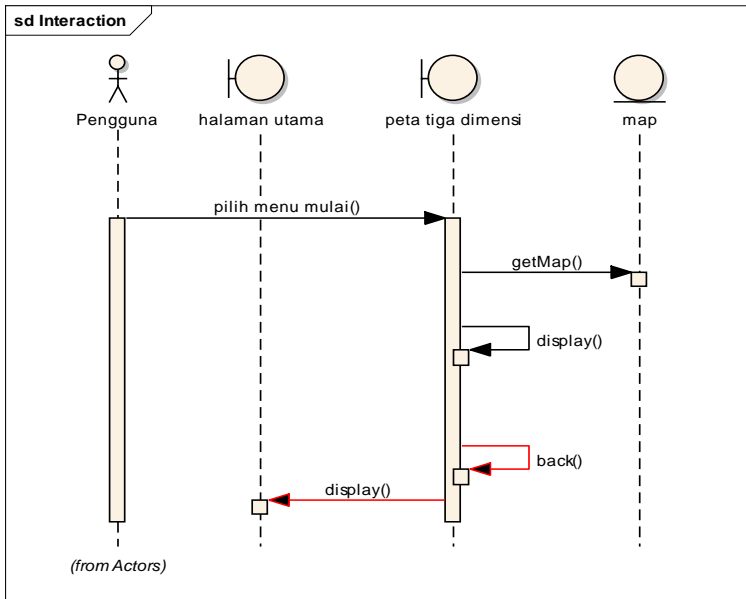 sd Interaction
Pengguna
halaman utama
peta tiga dimensi
map
pilih menu mulai()
getMap()
display()
back()
display()
(from Actors)